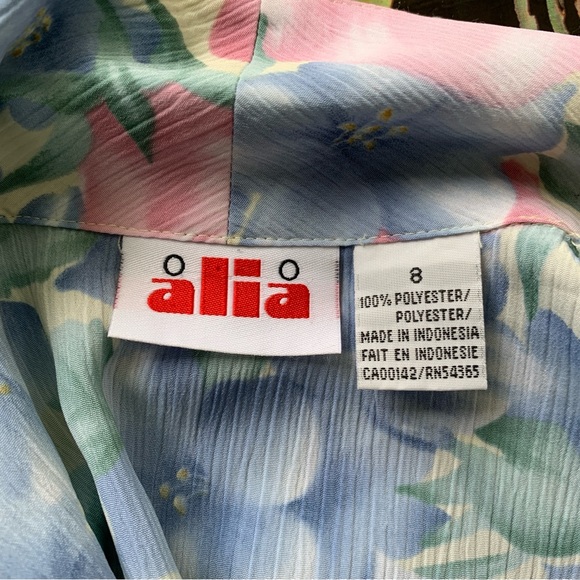 alia
8
100% POLYESTER/
POLYESTER/
MADE IN INDONESIA
FAIT EN INDONESIE
CA00142/RN54365